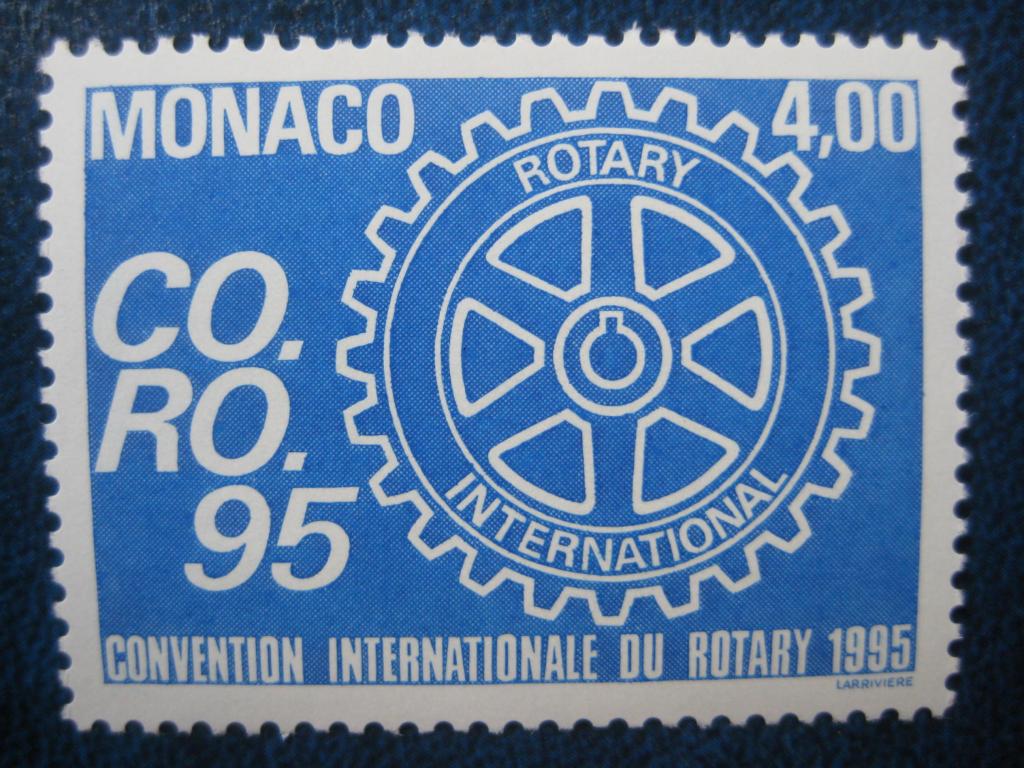 MONACO 4,00
ROTARY
INTERNATIONAL
CO.
RO.
95
CONVENTION INTERNATIONALE DU ROTARY 1995
LARRIVIERE